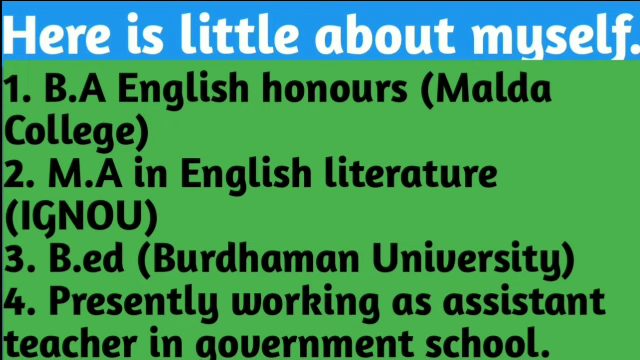 Here is little about myself.
1. B.A English honours (Malda
College)
2. M.A in English literature
(IGNOU)
3. B.ed (Burdhaman University)
4. Presently working as assistant
teacher in government school.